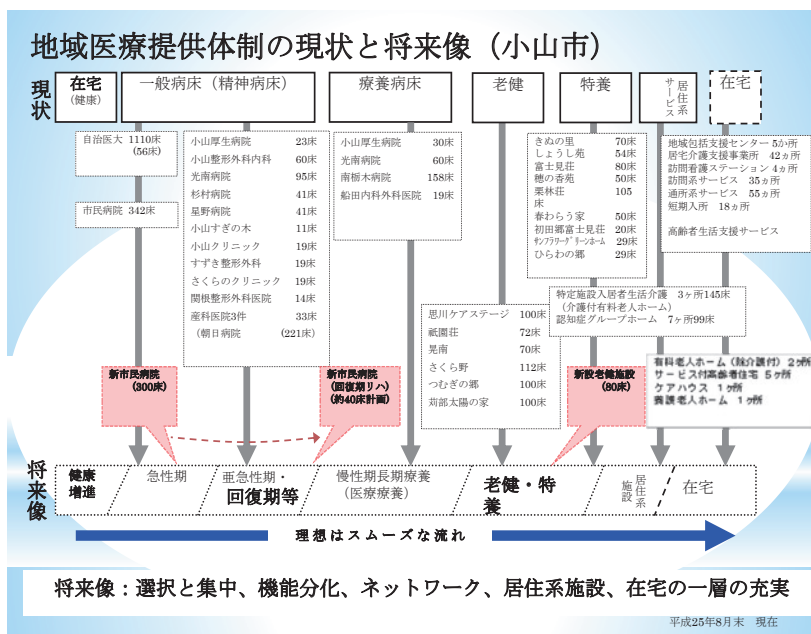 地域医療提供体制の現状と将来像（小山市）
現状
在宅
（健康）
一般病床（精神病床）
療養病床
老健
特養
居住系
サービス
在宅
自治医大 1110床
(56床)
市民病院 342床
小山厚生病院 23床
小山整形外科内科 60床
光南病院 95床
杉村病院 41床
星野病院 41床
小山すぎの木 11床
小山クリニック 19床
すずき整形外科 19床
さくらのクリニック 19床
関根整形外科医院 14床
産科医院3件 33床
（朝日病院 (221床)
小山厚生病院 30床
光南病院 60床
南栃木病院 158床
船田内科外科医院 19床
思川ケアステージ 100床
祇園荘 72床
晃南 70床
さくら野 112床
つむぎの郷 100床
苅部太陽の家 100床
きぬの里 70床
しょうじ苑 54床
富士見荘 80床
穂の香苑 50床
栗林荘 105
床
春わらう家 50床
初田郷富士見荘 20床
ｻﾝﾌﾗﾜｰｸﾞﾘｰﾝﾎｰﾑ 29床
ひらわの郷 29床
地域包括支援センター 5か所
居宅介護支援事業所 42ヵ所
訪問看護ステーション 4ヵ所
訪問系サービス 35ヵ所
通所系サービス 55ヵ所
短期入所 18ヵ所
高齢者生活支援サービス
特定施設入居者生活介護 3ヶ所145床
（介護付有料老人ホーム）
認知症グループホーム 7ヶ所99床
有料老人ホーム（除介護付）2ヶ所
サービス付高齢者住宅 5ヶ所
ケアハウス 1ヶ所
養護老人ホーム 1ヶ所
新市民病院
(300床)
新市民病院
(回復期リハ)
(約40床計画)
新設老健施設
(80床)
将来像
健康
増進
急性期
亜急性期・
回復期等
慢性期長期療養
（医療療養）
老健・特
養
居住系
施設
在宅
理想はスムーズな流れ
将来像：選択と集中、機能分化、ネットワーク、居住系施設、在宅の一層の充実
平成25年8月末 現在